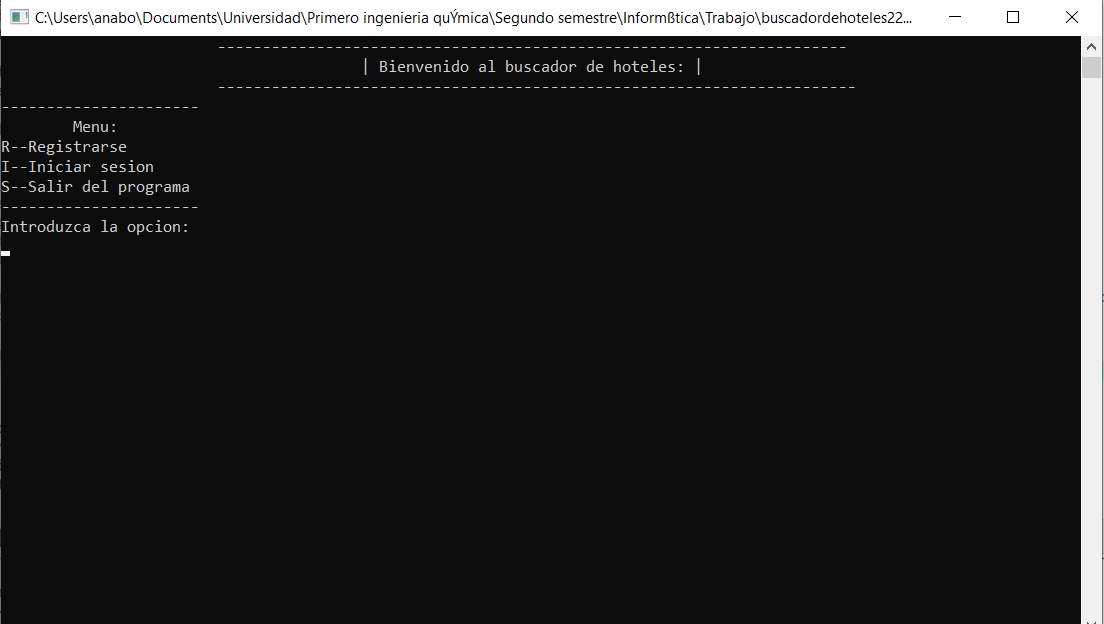 C:\Users\anabo\Documents\Universidad\Primero ingenieria quÝmica\Segundo semestre\Informßtica\Trabajo\buscadordehoteles22...
----------------------------------------------------------------------
| Bienvenido al buscador de hoteles: |
-----------------------------------------------------------------------
----------------------
Menu:
R--Registrarse
I--Iniciar sesion
S--Salir del programa
----------------------
Introduzca la opcion: